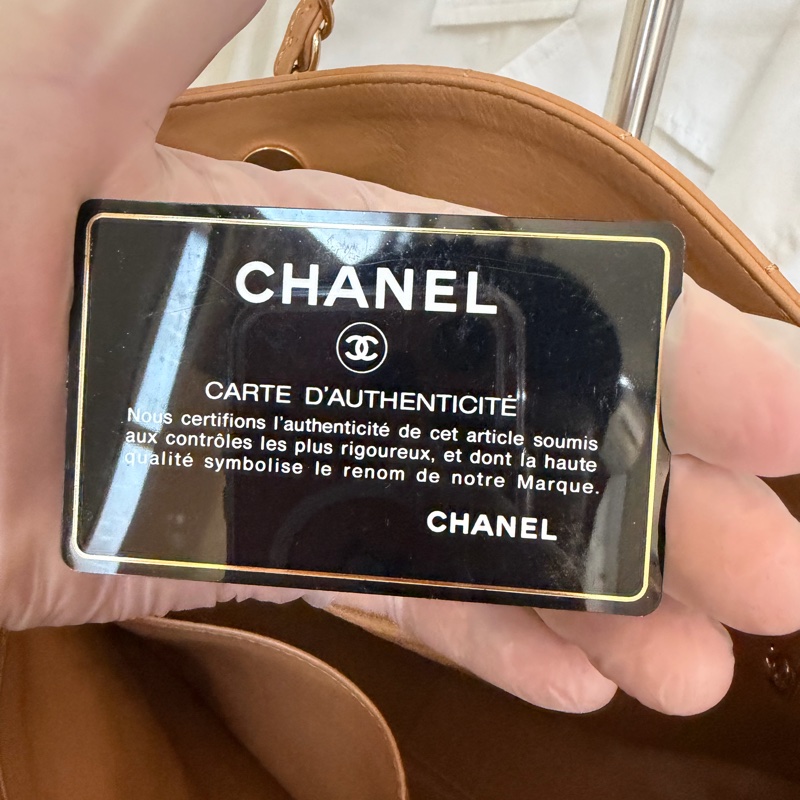 CHANEL
CARTE D'AUTHENTICITÉ
Nous certifions l'authenticité de cet article soumis
aux contrôles les plus rigoureux, et dont la haute
qualité symbolise le renom de notre Marque.
CHANEL